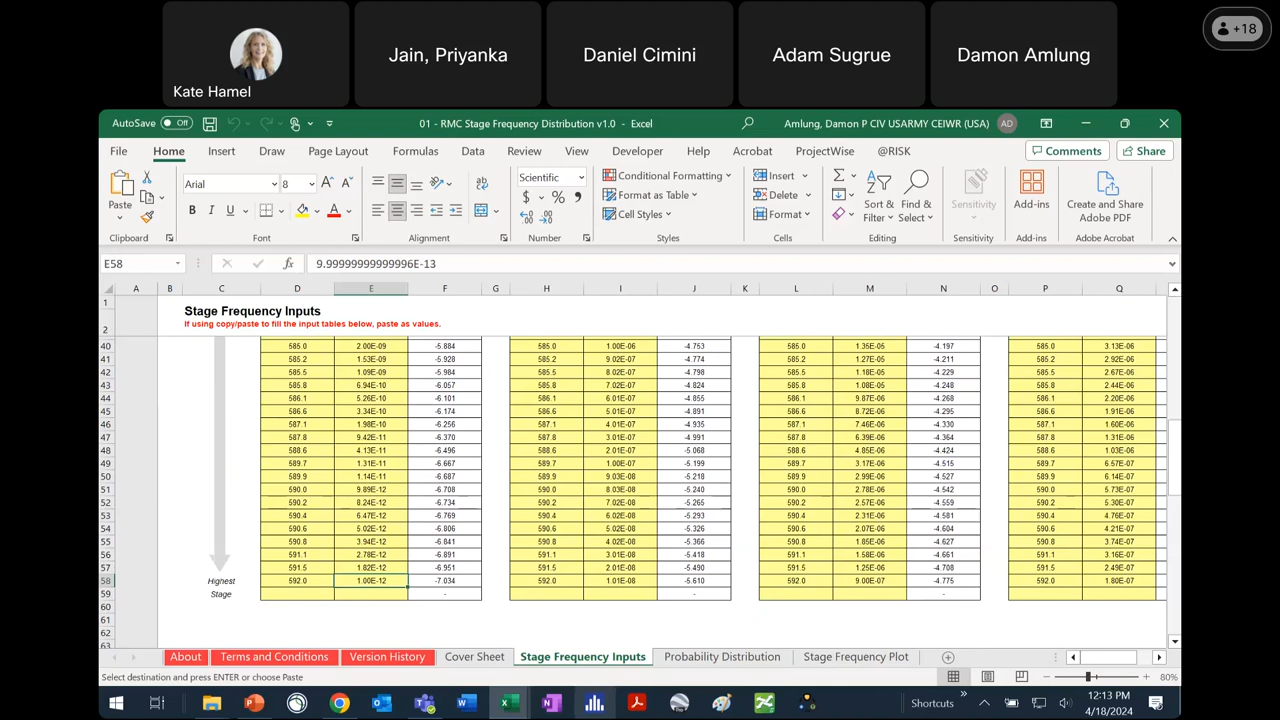 Kate Hamel
Jain, Priyanka
Daniel Cimini
Adam Sugrue
Damon Amlung
+18
AutoSave Off
01 - RMC Stage Frequency Distribution v1.0 - Excel
Amlung, Damon P CIV USARMY CEIWR (USA) AD
File Home Insert Draw Page Layout Formulas Data Review View Developer Help Acrobat ProjectWise @RISK Comments Share
Paste
Clipboard
Arial 8
B I U
Font
Alignment
Scientific
$ % ,
Number
Conditional Formatting
Format as Table
Cell Styles
Styles
Insert
Delete
Format
Cells
Sort & Filter
Find & Select
Editing
Sensitivity
Sensitivity
Add-ins
Add-ins
Create and Share Adobe PDF
Adobe Acrobat
E58 fx 9.99999999999996E-13
A B C D E F G H I J K L M N O P Q
1
2
Stage Frequency Inputs
If using copy/paste to fill the input tables below, paste as values.
40 585.0 2.00E-09 -5.884 585.0 1.00E-06 -4.753 585.0 1.35E-05 -4.197 585.0 3.13E-06
41 585.2 1.53E-09 -5.928 585.2 9.02E-07 -4.774 585.2 1.27E-05 -4.211 585.2 2.92E-06
42 585.5 1.09E-09 -5.984 585.5 8.02E-07 -4.798 585.5 1.18E-05 -4.229 585.5 2.67E-06
43 585.8 6.94E-10 -6.057 585.8 7.02E-07 -4.824 585.8 1.08E-05 -4.248 585.8 2.44E-06
44 586.1 5.26E-10 -6.101 586.1 6.01E-07 -4.855 586.1 9.87E-06 -4.268 586.1 2.20E-06
45 586.6 3.34E-10 -6.174 586.6 5.01E-07 -4.891 586.6 8.72E-06 -4.295 586.6 1.91E-06
46 587.1 1.98E-10 -6.256 587.1 4.01E-07 -4.935 587.1 7.46E-06 -4.330 587.1 1.60E-06
47 587.8 9.42E-11 -6.370 587.8 3.01E-07 -4.991 587.8 6.39E-06 -4.364 587.8 1.31E-06
48 588.6 4.13E-11 -6.496 588.6 2.01E-07 -5.068 588.6 4.85E-06 -4.424 588.6 1.03E-06
49 589.7 1.31E-11 -6.667 589.7 1.00E-07 -5.199 589.7 3.17E-06 -4.515 589.7 6.57E-07
50 589.9 1.14E-11 -6.687 589.9 9.03E-08 -5.218 589.9 2.99E-06 -4.527 589.9 6.14E-07
51 590.0 9.89E-12 -6.708 590.0 8.03E-08 -5.240 590.0 2.78E-06 -4.542 590.0 5.73E-07
52 590.2 8.24E-12 -6.734 590.2 7.02E-08 -5.265 590.2 2.57E-06 -4.559 590.2 5.30E-07
53 590.4 6.47E-12 -6.769 590.4 6.02E-08 -5.293 590.4 2.31E-06 -4.581 590.4 4.76E-07
54 590.6 5.02E-12 -6.806 590.6 5.02E-08 -5.326 590.6 2.07E-06 -4.604 590.6 4.21E-07
55 590.8 3.94E-12 -6.841 590.8 4.02E-08 -5.366 590.8 1.85E-06 -4.627 590.8 3.74E-07
56 591.1 2.78E-12 -6.891 591.1 3.01E-08 -5.418 591.1 1.58E-06 -4.661 591.1 3.16E-07
57 591.5 1.82E-12 -6.951 591.5 2.01E-08 -5.490 591.5 1.25E-06 -4.708 591.5 2.49E-07
58 Highest 592.0 1.00E-12 -7.034 592.0 1.01E-08 -5.610 592.0 9.00E-07 -4.775 592.0 1.80E-07
59 Stage - - -
60
61
62
63
About Terms and Conditions Version History Cover Sheet Stage Frequency Inputs Probability Distribution Stage Frequency Plot
Select destination and press ENTER or choose Paste
80%
Shortcuts
12:13 PM
4/18/2024